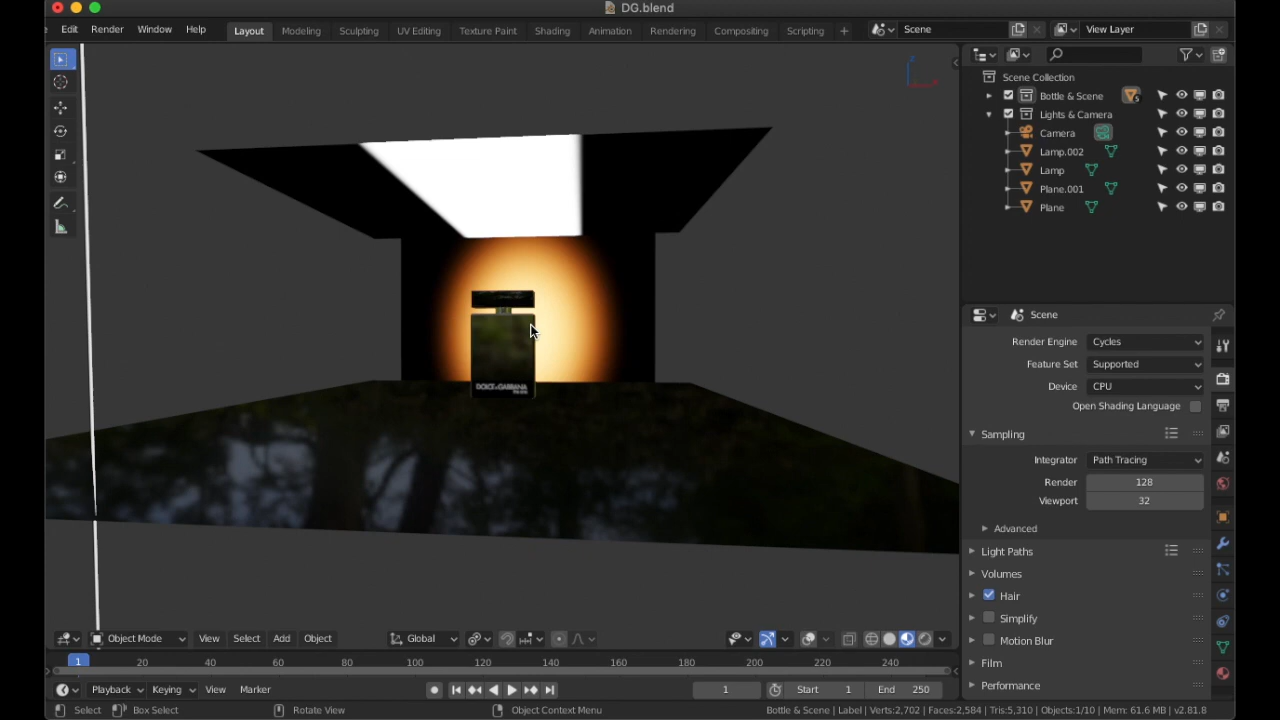 DG.blend
Edit Render Window Help Layout Modeling Sculpting UV Editing Texture Paint Shading Animation Rendering Compositing Scripting + Scene View Layer
Scene Collection
Bottle & Scene 5
Lights & Camera
Camera
Lamp.002
Lamp
Plane.001
Plane
Z
DOLCE & GABBANA
the one
Scene
Render Engine Cycles
Feature Set Supported
Device CPU
Open Shading Language
Sampling
Integrator Path Tracing
Render 128
Viewport 32
Advanced
Light Paths
Volumes
Hair
Simplify
Motion Blur
Film
Performance
Object Mode View Select Add Object Global
1 20 40 60 80 100 120 140 160 180 200 220 240
Playback Keying View Marker 1 Start 1 End 250
Select Box Select Rotate View Object Context Menu Bottle & Scene | Label | Verts:2,702 | Faces:2,584 | Tris:5,310 | Objects:1/10 | Mem: 61.6 MB | v2.81.8